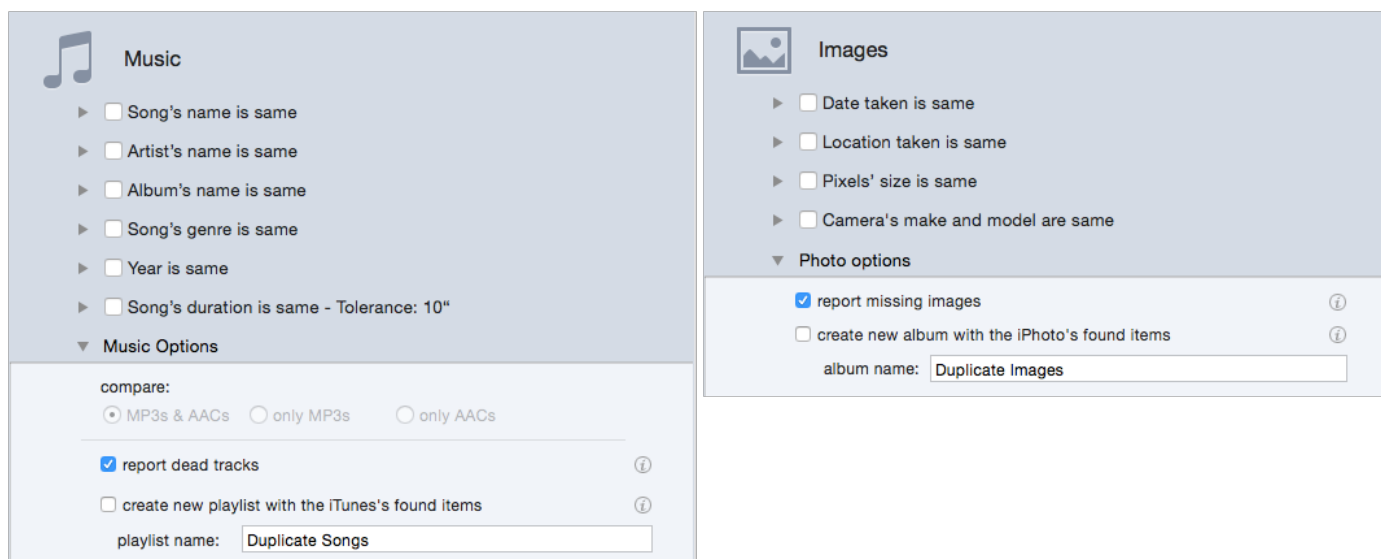 Music
Song’s name is same
Artist’s name is same
Album’s name is same
Song’s genre is same
Year is same
Song’s duration is same - Tolerance: 10“
Music Options
compare:
MP3s & AACs only MP3s only AACs
report dead tracks
create new playlist with the iTunes's found items
playlist name: Duplicate Songs
Images
Date taken is same
Location taken is same
Pixels’ size is same
Camera's make and model are same
Photo options
report missing images
create new album with the iPhoto's found items
album name: Duplicate Images